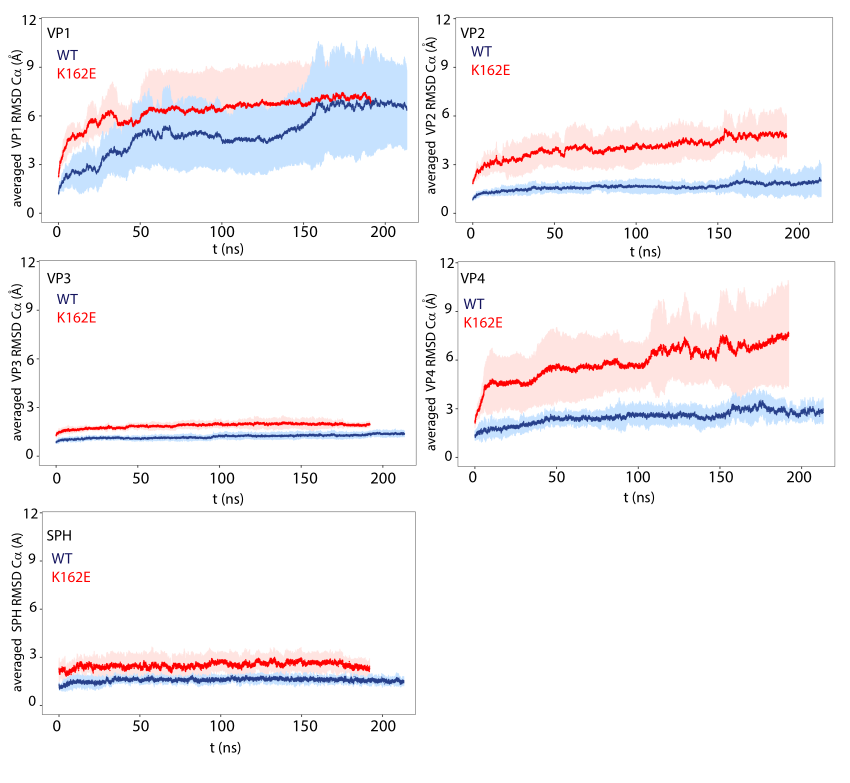 12
9
6
3
0
averaged VP1 RMSD Cα (Å)
VP1
WT
K162E
0
50
100
150
200
t (ns)
12
9
6
3
0
averaged VP2 RMSD Cα (Å)
VP2
WT
K162E
0
50
100
150
200
t (ns)
12
9
6
3
0
averaged VP3 RMSD Cα (Å)
VP3
WT
K162E
0
50
100
150
200
t (ns)
12
9
6
3
0
averaged VP4 RMSD Cα (Å)
VP4
WT
K162E
0
50
100
150
200
t (ns)
12
9
6
3
0
averaged SPH RMSD Cα (Å)
SPH
WT
K162E
0
50
100
150
200
t (ns)